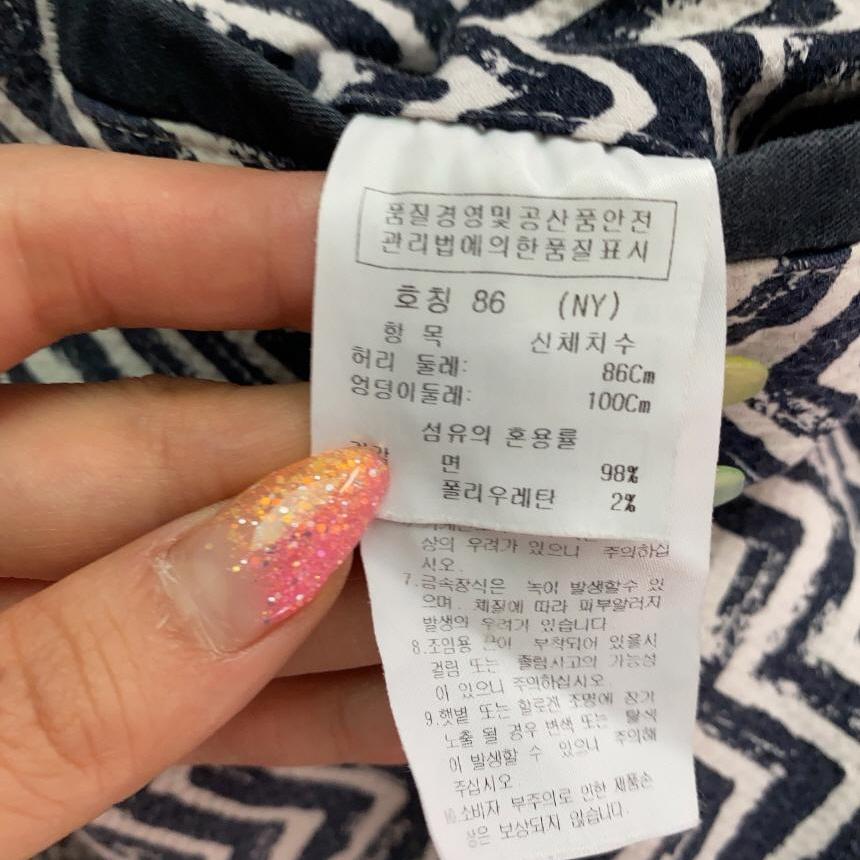 품질경영및공산품안전
관리법에의한품질표시
호칭 86 (NY)
항 목 신체치수
허리 둘레: 86Cm
엉덩이둘레: 100Cm
섬유의 혼용률
겉감 면 98%
폴리우레탄 2%
상의 우려가 있으니 주의하십
시오.
7.금속장식은 녹이 발생할수 있
으며. 체질에 따라 피부알러지
발생의 우려가 있습니다.
8.조임용 끈이 부착되어 있을시
걸림 또는 졸림사고의 가능성
이 있으니 주의하십시오.
9.햇볕 또는 할로겐 조명에 장기
노출 될 경우 변색 또는 탈색
이 발생할 수 있으니 주의해
주십시오.
소비자 부주의로 인한 제품손
상은 보상되지 않습니다.